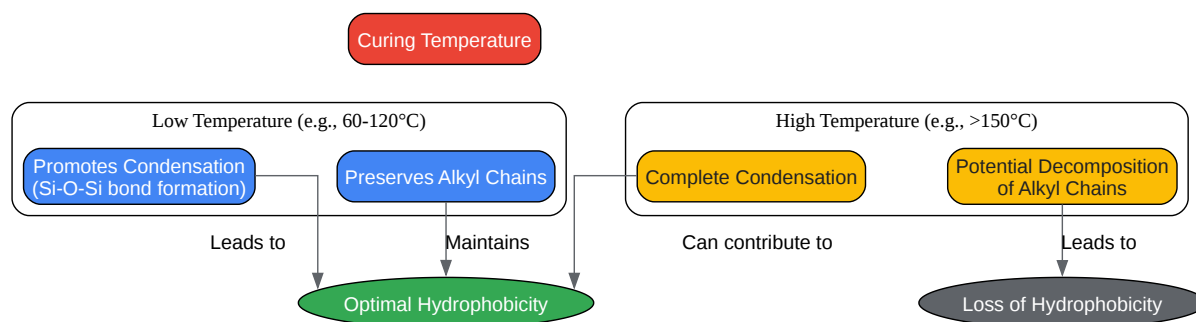 Curing Temperature
Low Temperature (e.g., 60-120°C)
Promotes Condensation
(Si-O-Si bond formation)
Preserves Alkyl Chains
High Temperature (e.g., >150°C)
Complete Condensation
Potential Decomposition
of Alkyl Chains
Leads to
Maintains
Can contribute to
Leads to
Optimal Hydrophobicity
Loss of Hydrophobicity